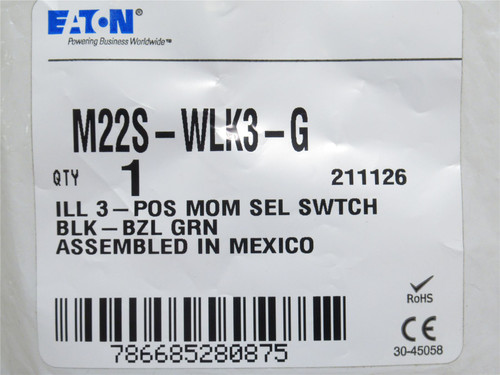 EATON®
Powering Business Worldwide™
M22S-WLK3-G
QTY 1 211126
ILL 3-POS MOM SEL SWTCH
BLK-BZL GRN
ASSEMBLED IN MEXICO
RoHS
CE
786685280875
30-45058